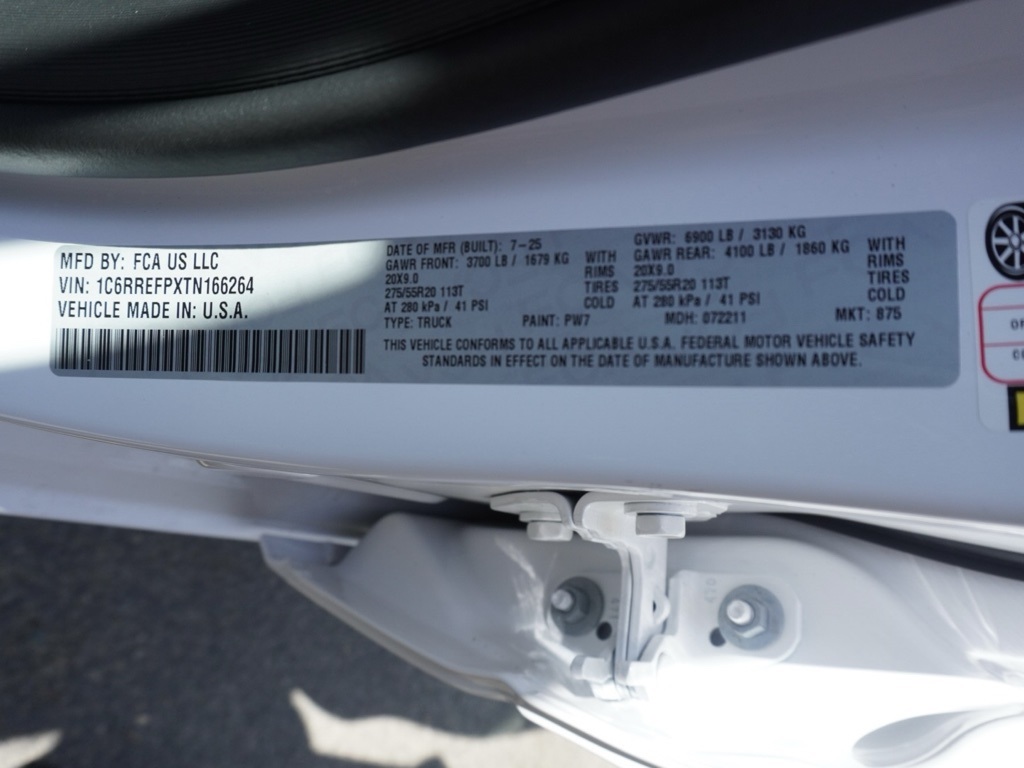 MFD BY: FCA US LLC
VIN: 1C6RREFPXTN166264
VEHICLE MADE IN: U.S.A.
DATE OF MFR (BUILT): 7-25
GAWR FRONT: 3700 LB / 1679 KG WITH
20X9.0 RIMS
275/55R20 113T TIRES
AT 280 kPa / 41 PSI COLD
GVWR: 6900 LB / 3130 KG
GAWR REAR: 4100 LB / 1860 KG WITH
20X9.0 RIMS
275/55R20 113T TIRES
AT 280 kPa / 41 PSI COLD
TYPE: TRUCK PAINT: PW7 MDH: 072211 MKT: 875
THIS VEHICLE CONFORMS TO ALL APPLICABLE U.S.A. FEDERAL MOTOR VEHICLE SAFETY
STANDARDS IN EFFECT ON THE DATE OF MANUFACTURE SHOWN ABOVE.